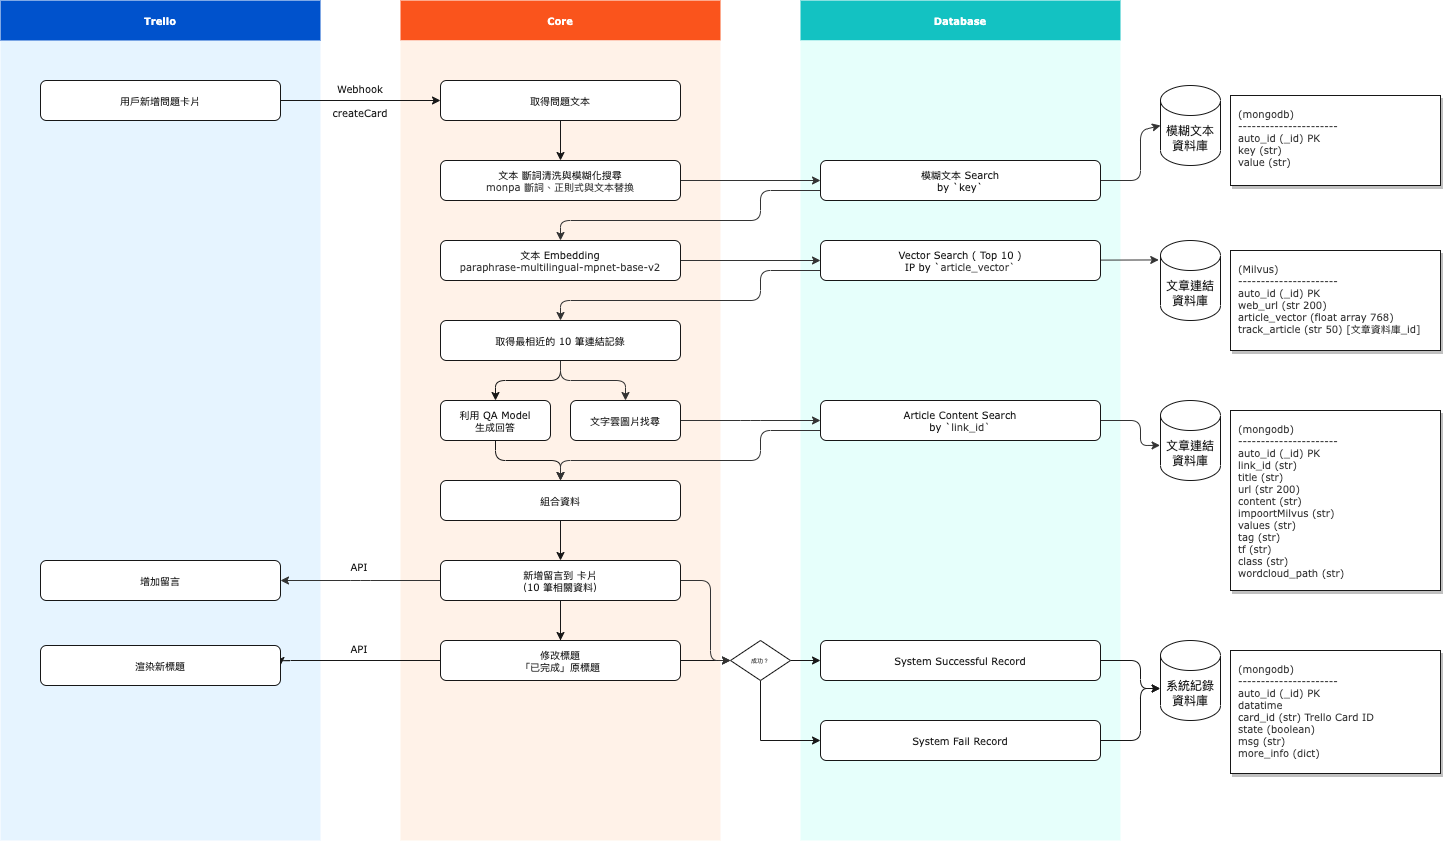 Trello
Core
Database
用戶新增問題卡片
Webhook
createCard
取得問題文本
文本 斷詞清洗與模糊化搜尋
monpa 斷詞、正則式與文本替換
模糊文本 Search
by `key`
模糊文本
資料庫
(mongodb)
----------------------
auto_id (_id) PK
key (str)
value (str)
文本 Embedding
paraphrase-multilingual-mpnet-base-v2
Vector Search ( Top 10 )
IP by `article_vector`
文章連結
資料庫
(Milvus)
----------------------
auto_id (_id) PK
web_url (str 200)
article_vector (float array 768)
track_article (str 50) [文章資料庫_id]
取得最相近的 10 筆連結記錄
利用 QA Model
生成回答
文字雲圖片找尋
Article Content Search
by `link_id`
文章連結
資料庫
(mongodb)
----------------------
auto_id (_id) PK
link_id (str)
title (str)
url (str 200)
content (str)
impoortMilvus (str)
values (str)
tag (str)
tf (str)
class (str)
wordcloud_path (str)
組合資料
增加留言
API
新增留言到 卡片
(10 筆相關資料)
渲染新標題
API
修改標題
「已完成」原標題
成功？
System Successful Record
System Fail Record
系統紀錄
資料庫
(mongodb)
----------------------
auto_id (_id) PK
datatime
card_id (str) Trello Card ID
state (boolean)
msg (str)
more_info (dict)